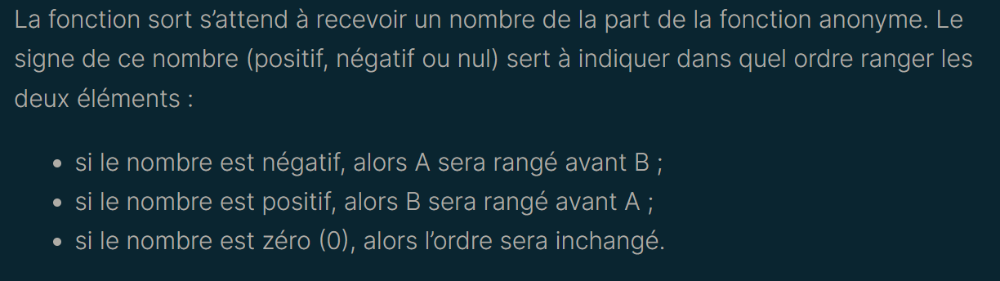 La fonction sort s’attend à recevoir un nombre de la part de la fonction anonyme. Le
signe de ce nombre (positif, négatif ou nul) sert à indiquer dans quel ordre ranger les
deux éléments :
• si le nombre est négatif, alors A sera rangé avant B ;
• si le nombre est positif, alors B sera rangé avant A ;
• si le nombre est zéro (0), alors l’ordre sera inchangé.